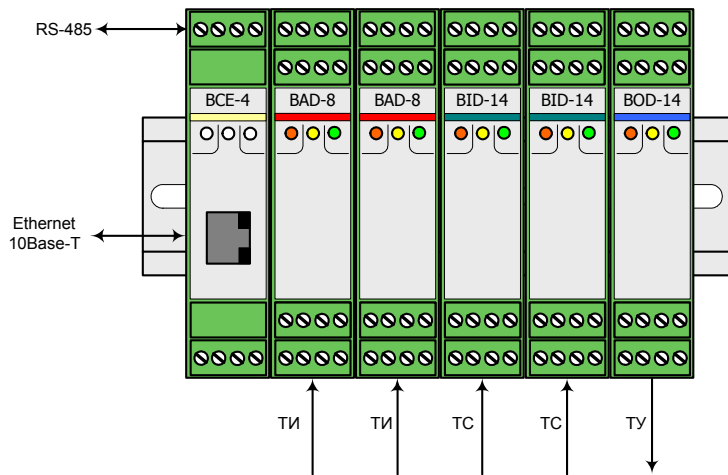 RS-485
BCE-4
BAD-8
BAD-8
BID-14
BID-14
BOD-14
Ethernet
10Base-T
ТИ
ТИ
ТС
ТС
ТУ